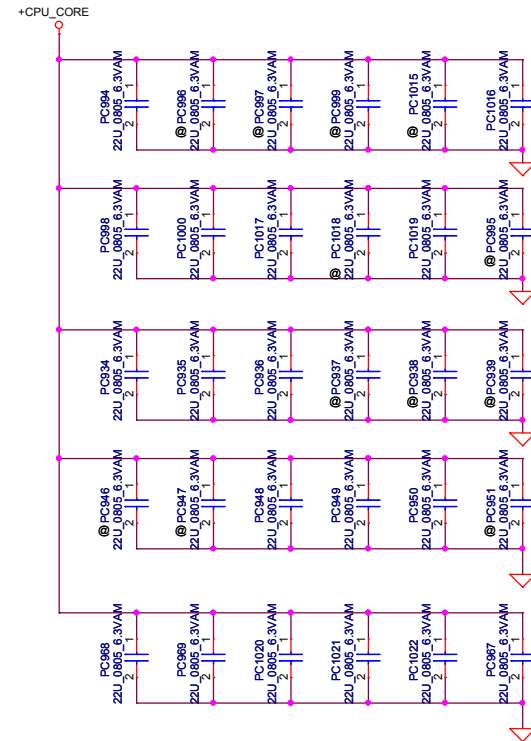 +CPU_CORE
PC994
22U_0805_6.3VAM
1
2
@
PC996
22U_0805_6.3VAM
1
2
@
PC997
22U_0805_6.3VAM
1
2
@
PC999
22U_0805_6.3VAM
1
2
@
PC1015
22U_0805_6.3VAM
1
2
PC1016
22U_0805_6.3VAM
1
2
PC998
22U_0805_6.3VAM
1
2
PC1000
22U_0805_6.3VAM
1
2
PC1017
22U_0805_6.3VAM
1
2
@
PC1018
22U_0805_6.3VAM
1
2
PC1019
22U_0805_6.3VAM
1
2
@
PC995
22U_0805_6.3VAM
1
2
PC934
22U_0805_6.3VAM
1
2
PC935
22U_0805_6.3VAM
1
2
PC936
22U_0805_6.3VAM
1
2
@
PC937
22U_0805_6.3VAM
1
2
@
PC938
22U_0805_6.3VAM
1
2
@
PC939
22U_0805_6.3VAM
1
2
@
PC946
22U_0805_6.3VAM
1
2
@
PC947
22U_0805_6.3VAM
1
2
PC948
22U_0805_6.3VAM
1
2
PC949
22U_0805_6.3VAM
1
2
PC950
22U_0805_6.3VAM
1
2
@
PC951
22U_0805_6.3VAM
1
2
PC968
22U_0805_6.3VAM
1
2
PC969
22U_0805_6.3VAM
1
2
PC1020
22U_0805_6.3VAM
1
2
PC1021
22U_0805_6.3VAM
1
2
PC1022
22U_0805_6.3VAM
1
2
PC967
22U_0805_6.3VAM
1
2